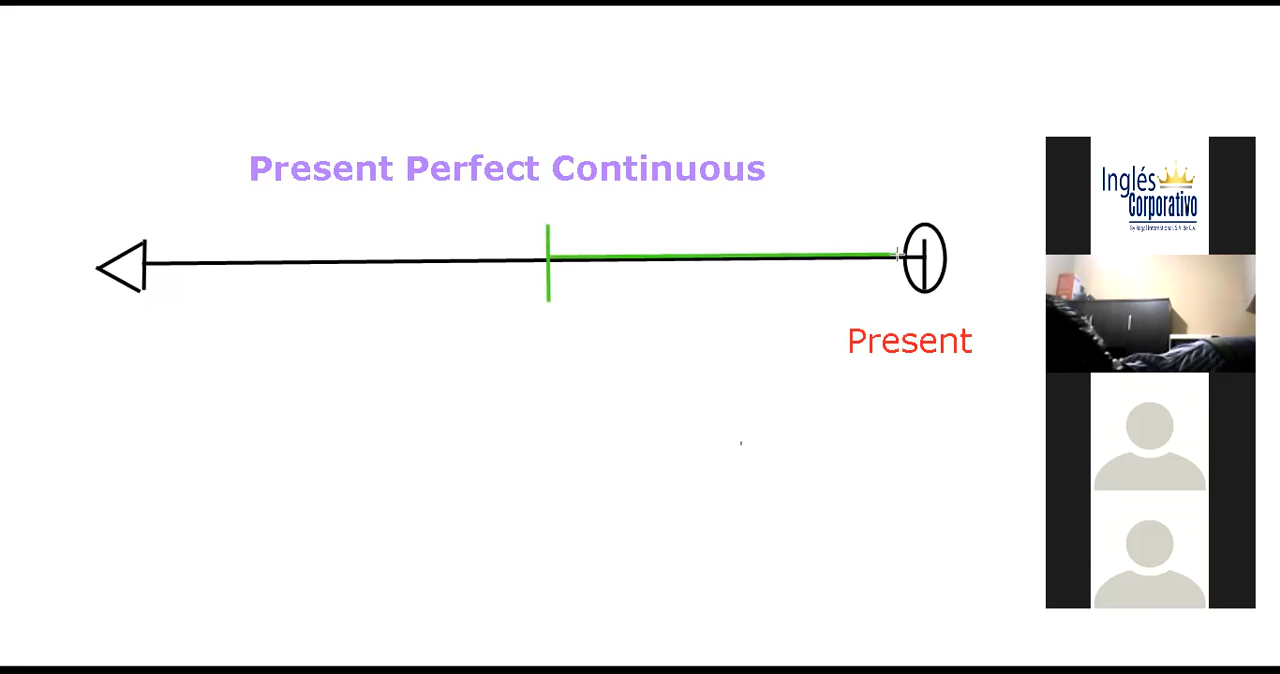 Present Perfect Continuous
Present
Inglés
Corporativo